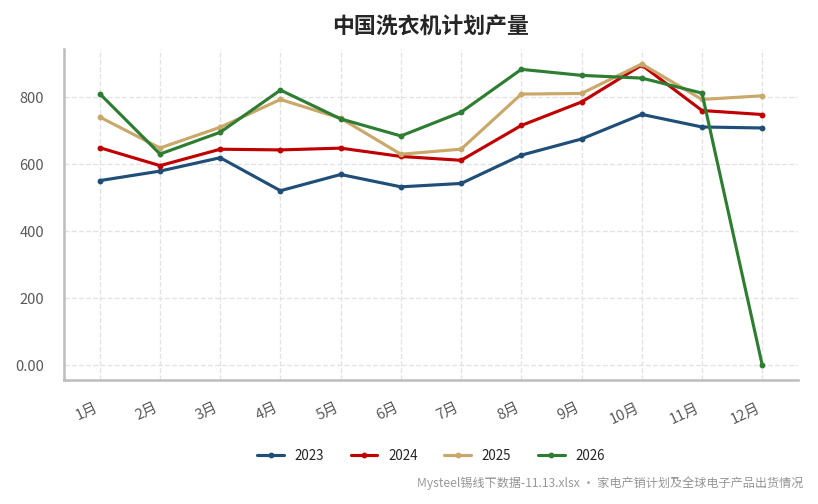 中国洗衣机计划产量
800
600
400
200
0.00
1月 2月 3月 4月 5月 6月 7月 8月 9月 10月 11月 12月
2023 2024 2025 2026
Mysteel锡线下数据-11.13.xlsx • 家电产销计划及全球电子产品出货情况